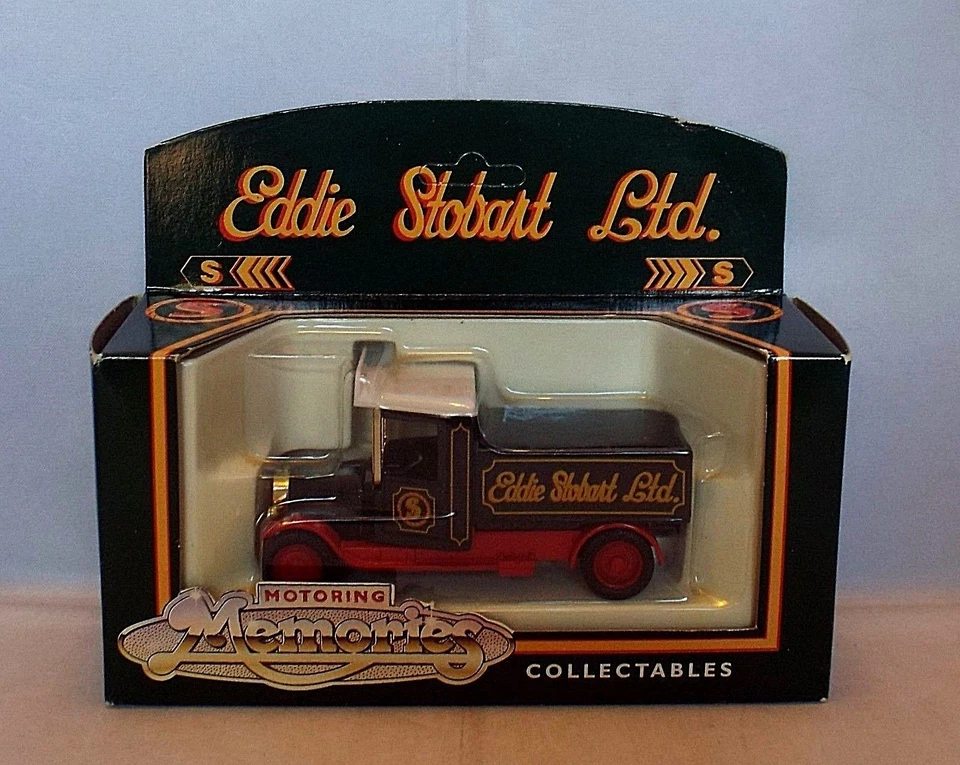 Eddie Stobart Ltd.
S S
S S
Eddie Stobart Ltd.
S
MOTORING
Memories
COLLECTABLES